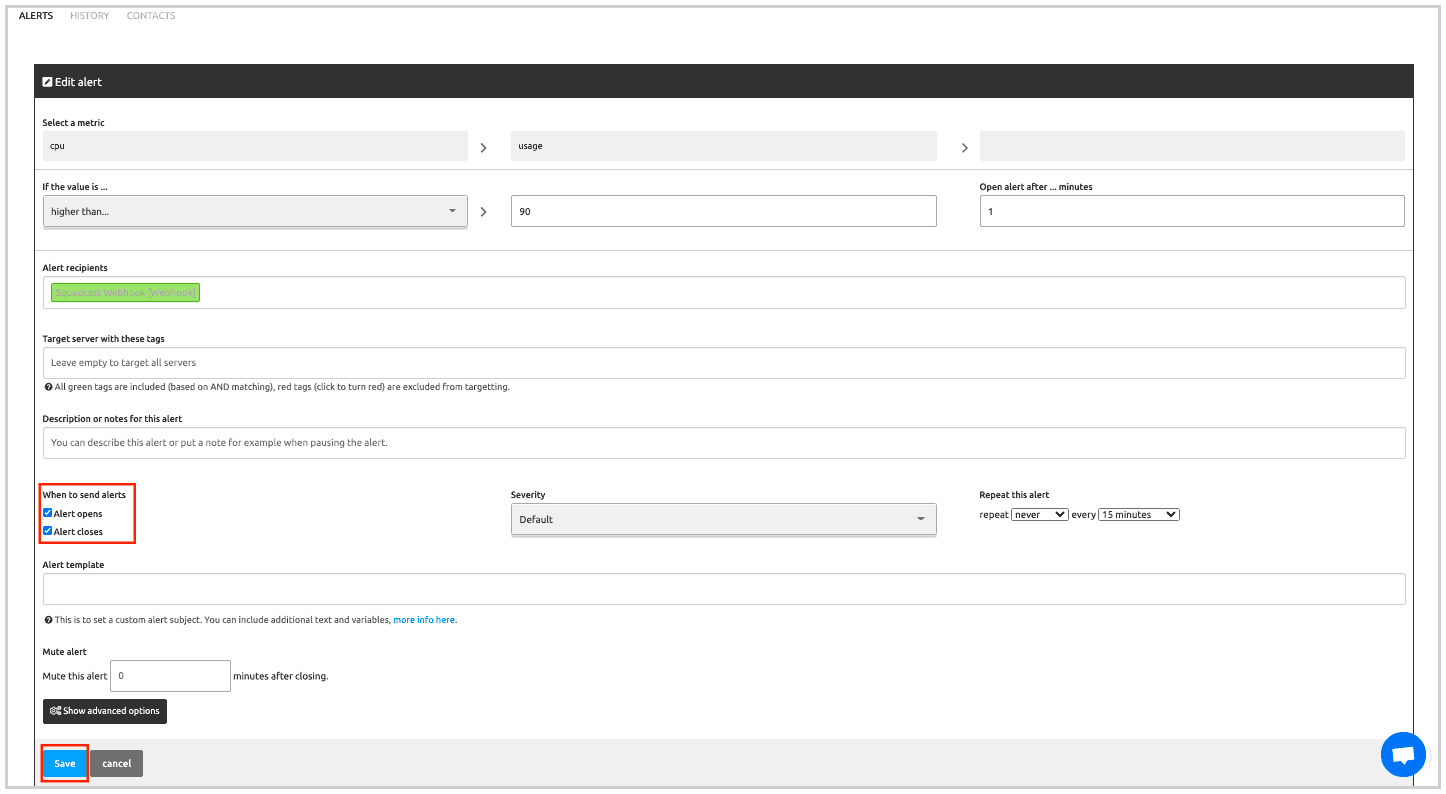 ALERTS HISTORY CONTACTS
Edit alert
Select a metric
cpu usage
If the value is ... Open alert after ... minutes
higher than... 90 1
Alert recipients
Squadcast Webhook [Webhook]
Target server with these tags
Leave empty to target all servers
All green tags are included (based on AND matching), red tags (click to turn red) are excluded from targetting.
Description or notes for this alert
You can describe this alert or put a note for example when pausing the alert.
When to send alerts Severity Repeat this alert
Alert opens Default repeat never every 15 minutes
Alert closes
Alert template
This is to set a custom alert subject. You can include additional text and variables, more info here.
Mute alert
Mute this alert 0 minutes after closing.
Show advanced options
Save cancel